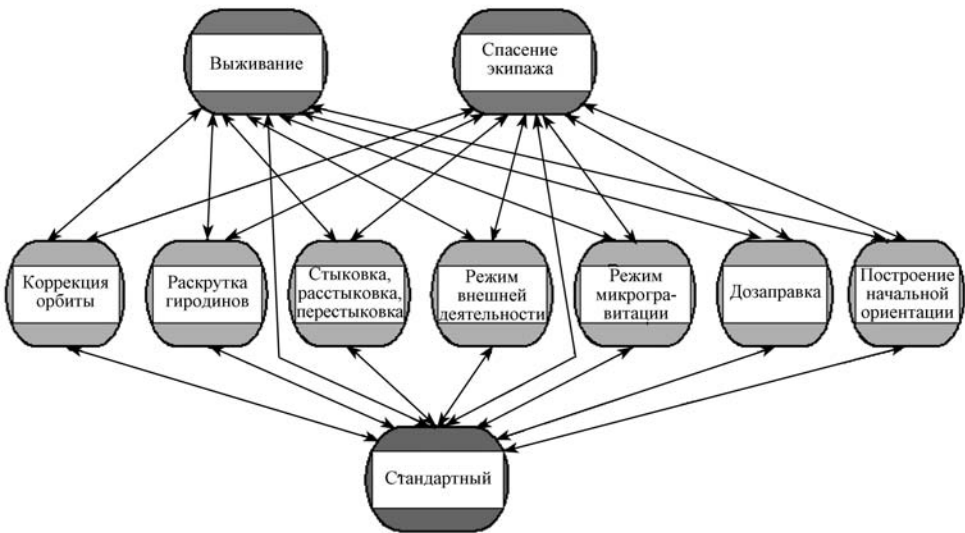 Выживание
Спасение
экипажа
Коррекция
орбиты
Раскрутка
гиродинов
Стыковка,
расстыковка,
перестыковка
Режим
внешней
деятельности
Режим
микрогра-
витации
Дозаправка
Построение
начальной
ориентации
Стандартный